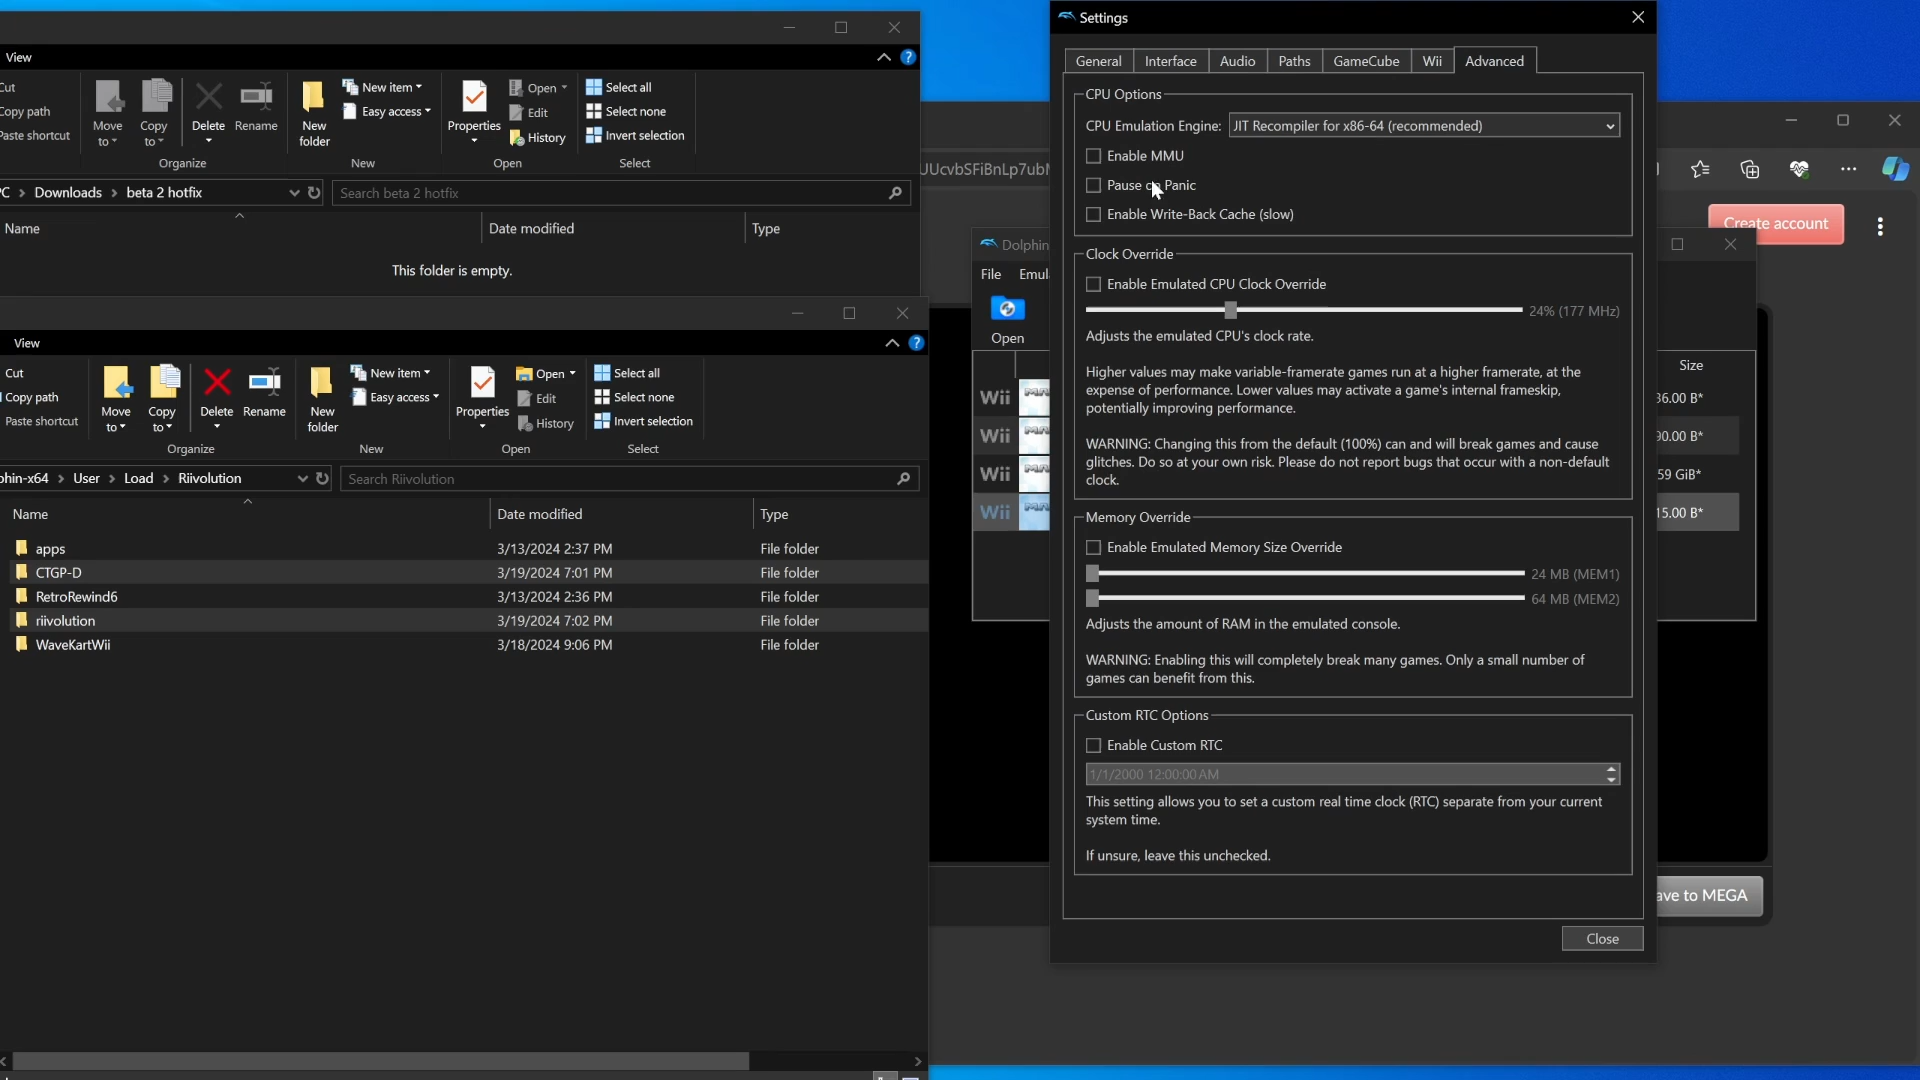 View
Cut
Copy path
Paste shortcut
Move to
Copy to
Delete
Rename
New folder
New item
Easy access
Properties
Open
Edit
History
Select all
Select none
Invert selection
Organize
New
Open
Select
PC > Downloads > beta 2 hotfix
Search beta 2 hotfix
Name
Date modified
Type
This folder is empty.
View
Cut
Copy path
Paste shortcut
Move to
Copy to
Delete
Rename
New folder
New item
Easy access
Properties
Open
Edit
History
Select all
Select none
Invert selection
Organize
New
Open
Select
phin-x64 > User > Load > Riivolution
Search Riivolution
Name
Date modified
Type
apps 3/13/2024 2:37 PM File folder
CTGP-D 3/19/2024 7:01 PM File folder
RetroRewind6 3/13/2024 2:36 PM File folder
riivolution 3/19/2024 7:02 PM File folder
WaveKartWii 3/18/2024 9:06 PM File folder
Create account
Dolphin
File Emul
Open
Wii
Wii
Wii
Wii
Size
36.00 B*
90.00 B*
59 GiB*
15.00 B*
ave to MEGA
Settings
General Interface Audio Paths GameCube Wii Advanced
CPU Options
CPU Emulation Engine: JIT Recompiler for x86-64 (recommended)
Enable MMU
Pause on Panic
Enable Write-Back Cache (slow)
Clock Override
Enable Emulated CPU Clock Override
24% (177 MHz)
Adjusts the emulated CPU's clock rate.
Higher values may make variable-framerate games run at a higher framerate, at the
expense of performance. Lower values may activate a game's internal frameskip,
potentially improving performance.
WARNING: Changing this from the default (100%) can and will break games and cause
glitches. Do so at your own risk. Please do not report bugs that occur with a non-default
clock.
Memory Override
Enable Emulated Memory Size Override
24 MB (MEM1)
64 MB (MEM2)
Adjusts the amount of RAM in the emulated console.
WARNING: Enabling this will completely break many games. Only a small number of
games can benefit from this.
Custom RTC Options
Enable Custom RTC
1/1/2000 12:00:00 AM
This setting allows you to set a custom real time clock (RTC) separate from your current
system time.
If unsure, leave this unchecked.
Close